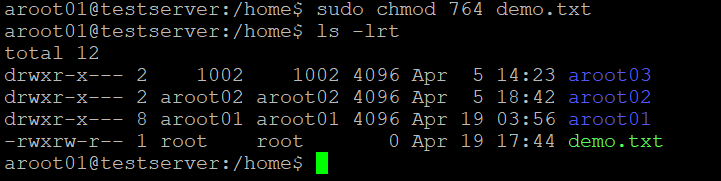 aroot01@testserver:/home$ sudo chmod 764 demo.txt
aroot01@testserver:/home$ ls -lrt
total 12
drwxr-x--- 2    1002    1002 4096 Apr  5 14:23 aroot03
drwxr-x--- 2 aroot02 aroot02 4096 Apr  5 18:42 aroot02
drwxr-x--- 8 aroot01 aroot01 4096 Apr 19 03:56 aroot01
-rwxrw-r-- 1 root    root       0 Apr 19 17:44 demo.txt
aroot01@testserver:/home$